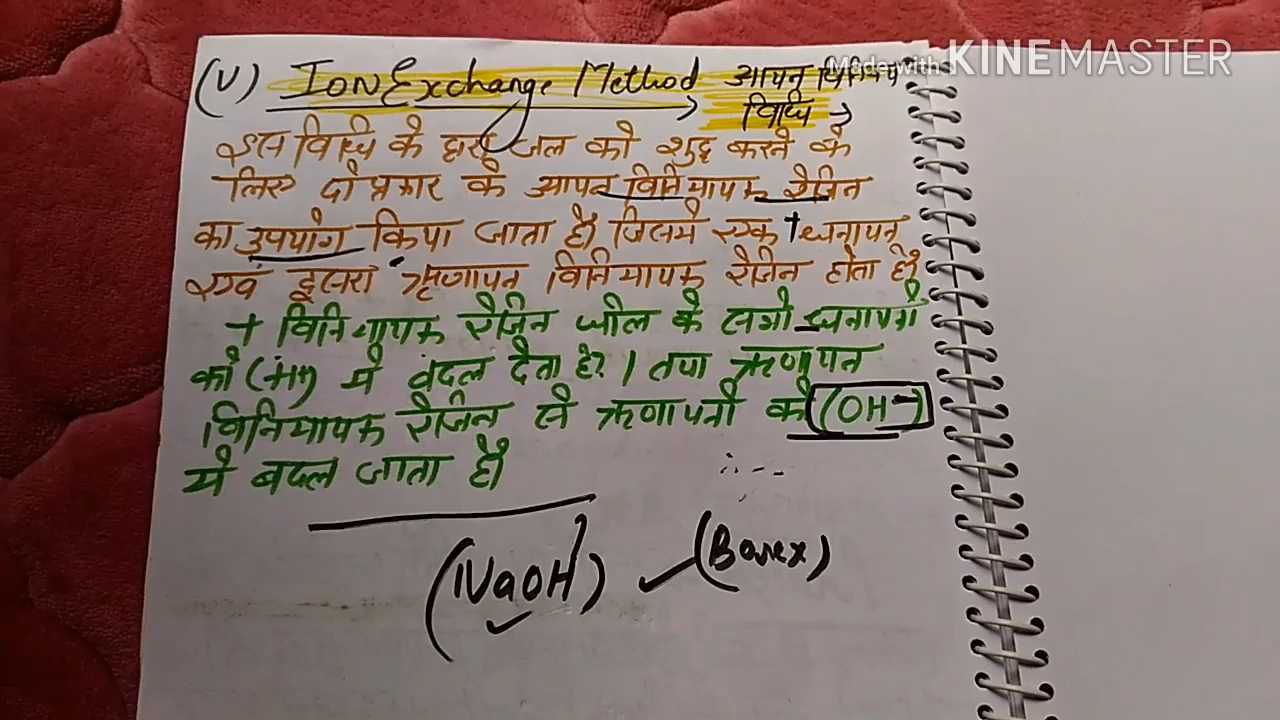 Made with KINEMASTER
(V) Ion Exchange Method आयन विनिमय
विधि →
इस विधि के द्वारा जल को शुद्ध करने के
लिए दो प्रकार के आयन विनिमायक रेजिन
का उपयोग किया जाता है। जिसमे एक + धनायन
एवं दूसरा ऋणायन विनिमायक रेजिन होता है।
+ विनिमायक रेजिन जोल के सभी धनायनों
को (+H) मे बदल देता है। तथा ऋणायन
विनिमायक रेजिन से ऋणायनों को (OH-)
मे बदल जाता है।
(NaOH) (Borex)